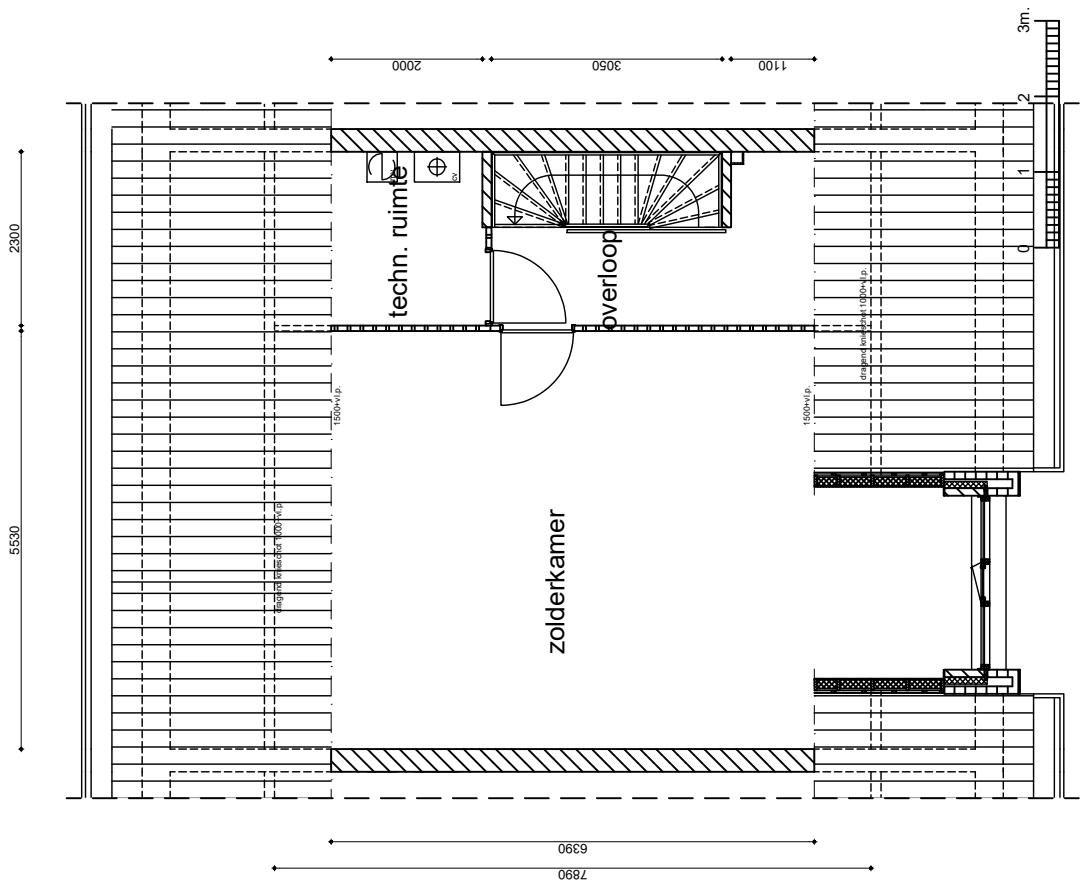 2000
3050
1100
3m.
2
1
0
2300
5530
techn. ruimte
CV
overloop
dragend knieschot 1000+vl.p.
1500+vl.p.
1500+vl.p.
dragend knieschot 1000+vl.p.
zolderkamer
6390
7890